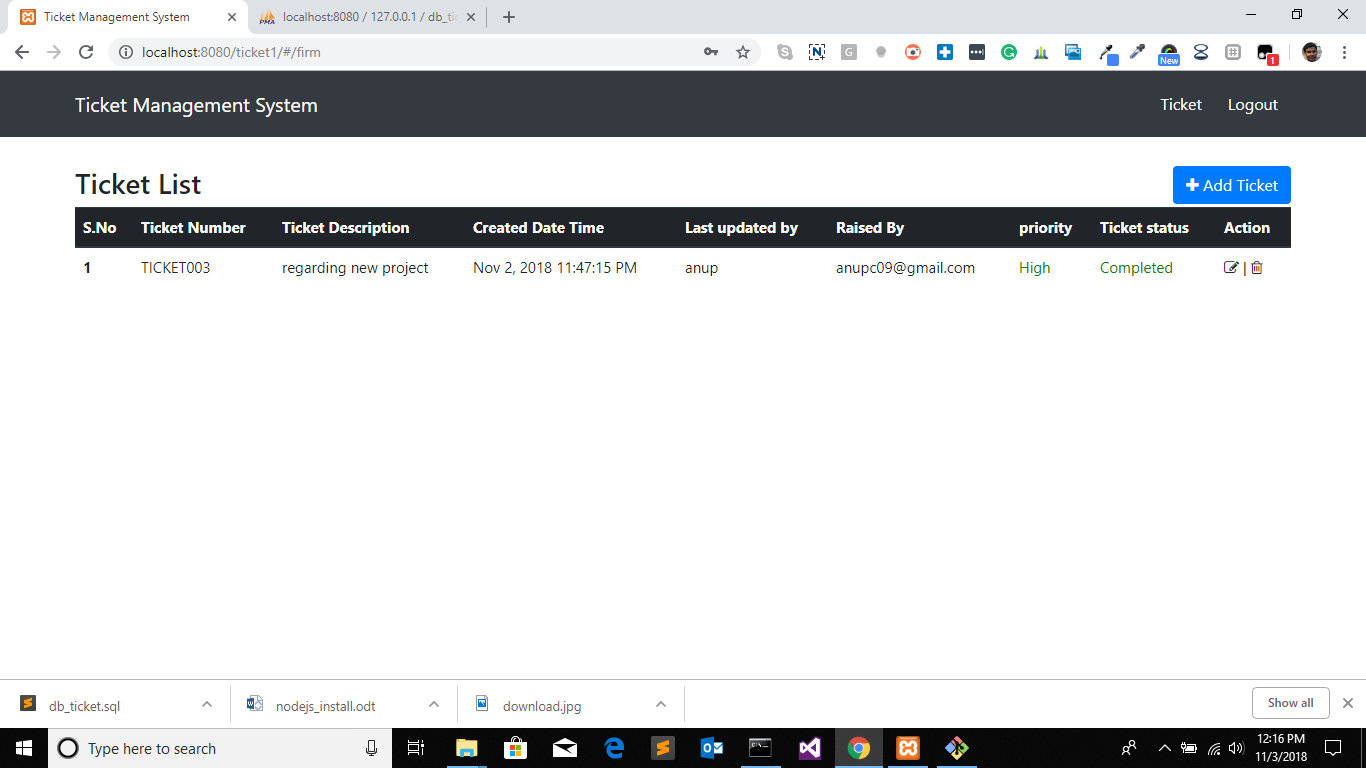 Ticket Management System
localhost:8080 / 127.0.0.1 / db_tic
localhost:8080/ticket1/#/firm
New
1
Ticket Management System
Ticket
Logout
Ticket List
Add Ticket
S.No Ticket Number Ticket Description Created Date Time Last updated by Raised By priority Ticket status Action
1 TICKET003 regarding new project Nov 2, 2018 11:47:15 PM anup anupc09@gmail.com High Completed |
db_ticket.sql
nodejs_install.odt
download.jpg
Show all
Type here to search
12:16 PM
11/3/2018